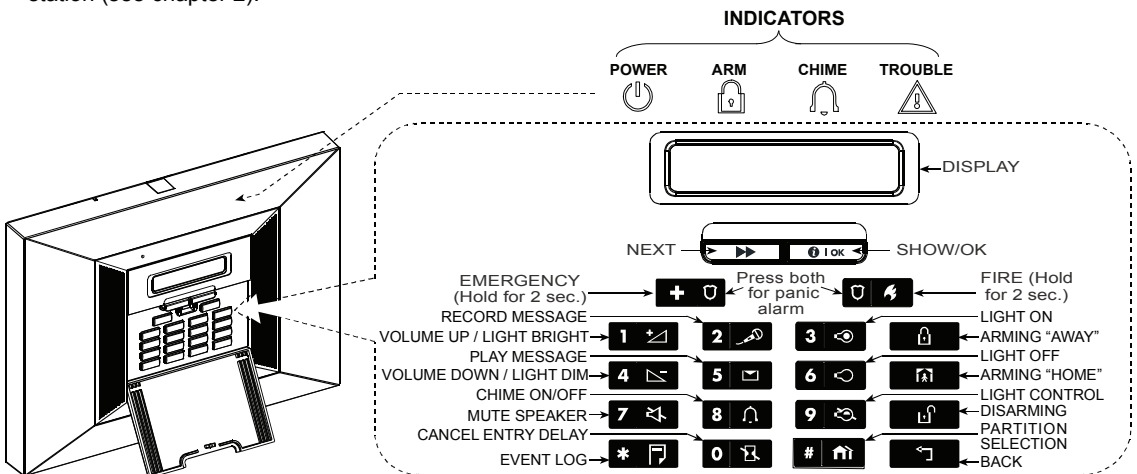 station (see chapter 2).
INDICATORS
POWER ARM CHIME TROUBLE
DISPLAY
NEXT i I OK SHOW/OK
EMERGENCY
(Hold for 2 sec.)
Press both
for panic
alarm
FIRE (Hold
for 2 sec.)
RECORD MESSAGE
LIGHT ON
VOLUME UP / LIGHT BRIGHT 1 2 3 ARMING “AWAY”
PLAY MESSAGE
LIGHT OFF
VOLUME DOWN / LIGHT DIM 4 5 6 ARMING “HOME”
CHIME ON/OFF
LIGHT CONTROL
MUTE SPEAKER 7 8 9 DISARMING
CANCEL ENTRY DELAY
PARTITION
SELECTION
EVENT LOG * 0 # BACK